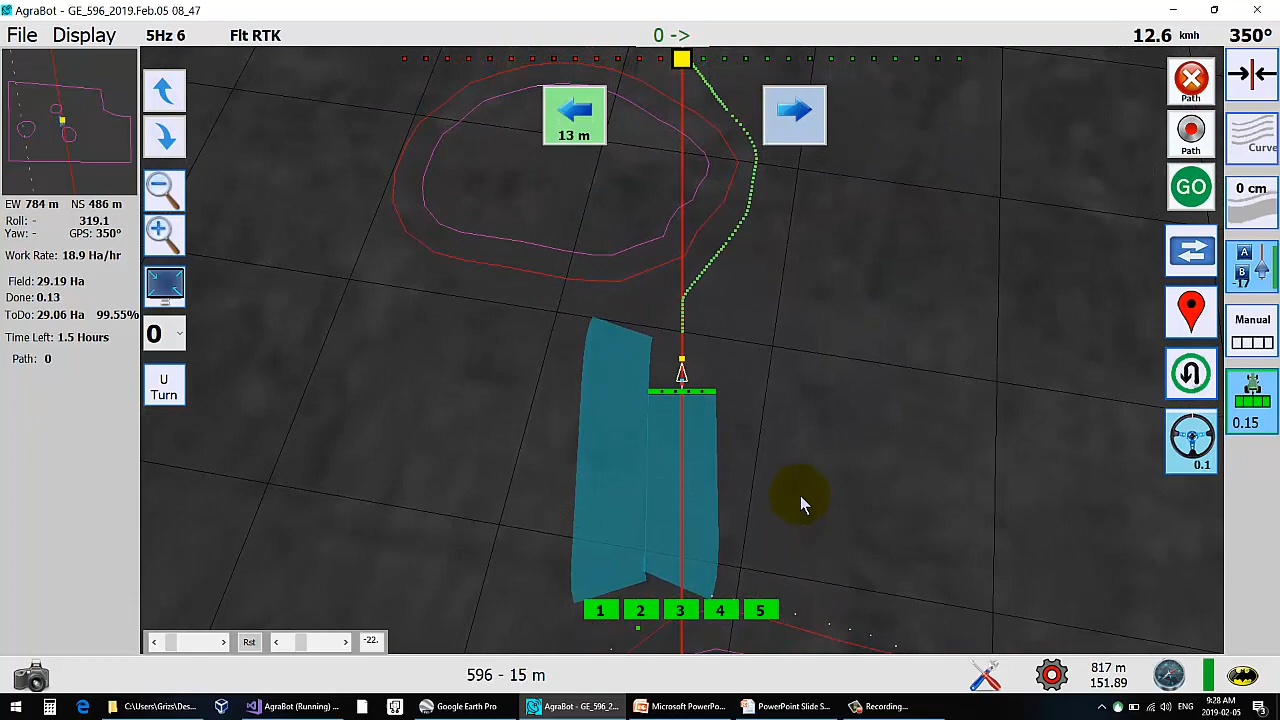 AgraBot - GE_596_2019.Feb.05 08_47
File Display 5Hz 6 Flt RTK 0 -> 12.6 kmh 350°
13 m
EW 784 m NS 486 m
Roll: - 319.1
Yaw: - GPS: 350°
Work Rate: 18.9 Ha/hr
Field: 29.19 Ha
Done: 0.13
ToDo: 29.06 Ha 99.55%
Time Left: 1.5 Hours
Path: 0
0
U
Turn
Path
Path
GO
0.1
Curve
0 cm
A
B
-17
Manual
0.15
1 2 3 4 5
< > Rst < > -22.
596 - 15 m
817 m
151.89
C:\Users\Grizs\Des...
AgraBot (Running) ...
Google Earth Pro
AgraBot - GE_596_2...
Microsoft PowerPo...
PowerPoint Slide S...
Recording...
ENG
9:28 AM
2019-02-05